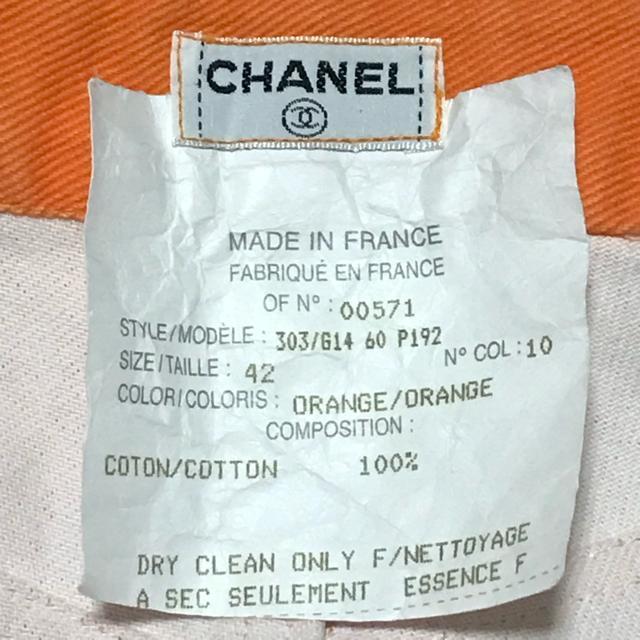 CHANEL
MADE IN FRANCE
FABRIQUÉ EN FRANCE
OF N° : 00571
STYLE/MODÈLE : 303/G14 60 P192
SIZE/TAILLE : 42 N° COL : 10
COLOR/COLORIS : ORANGE/ORANGE
COMPOSITION :
COTON/COTTON 100%
DRY CLEAN ONLY F/NETTOYAGE
A SEC SEULEMENT ESSENCE F